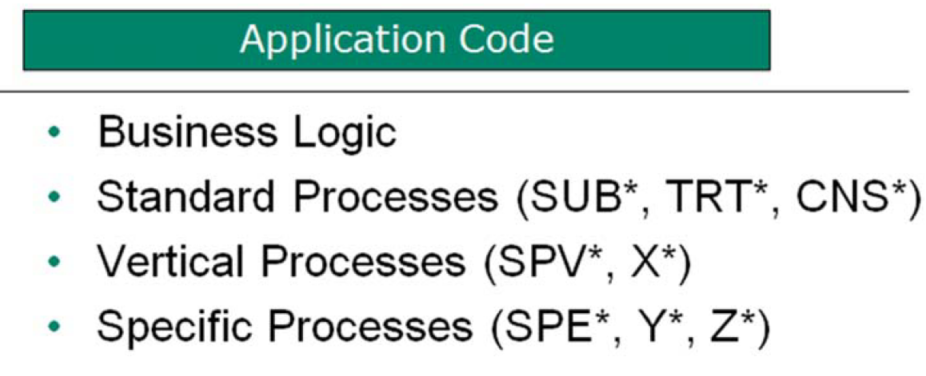 Application Code
• Business Logic
• Standard Processes (SUB*, TRT*, CNS*)
• Vertical Processes (SPV*, X*)
• Specific Processes (SPE*, Y*, Z*)